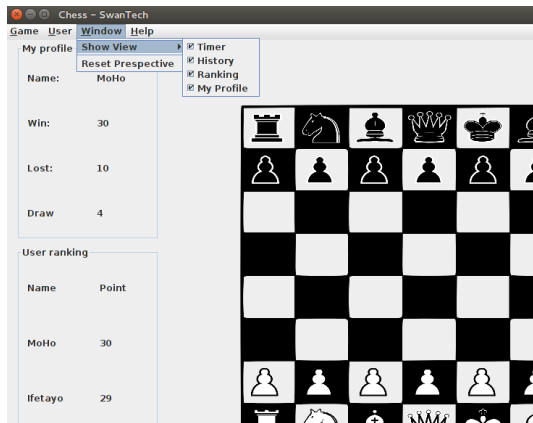 Chess – SwanTech
Game User Window Help
Show View
Reset Prespective
Timer
History
Ranking
My Profile
My profile
Name: MoHo
Win: 30
Lost: 10
Draw 4
User ranking
Name Point
MoHo 30
Ifetayo 29